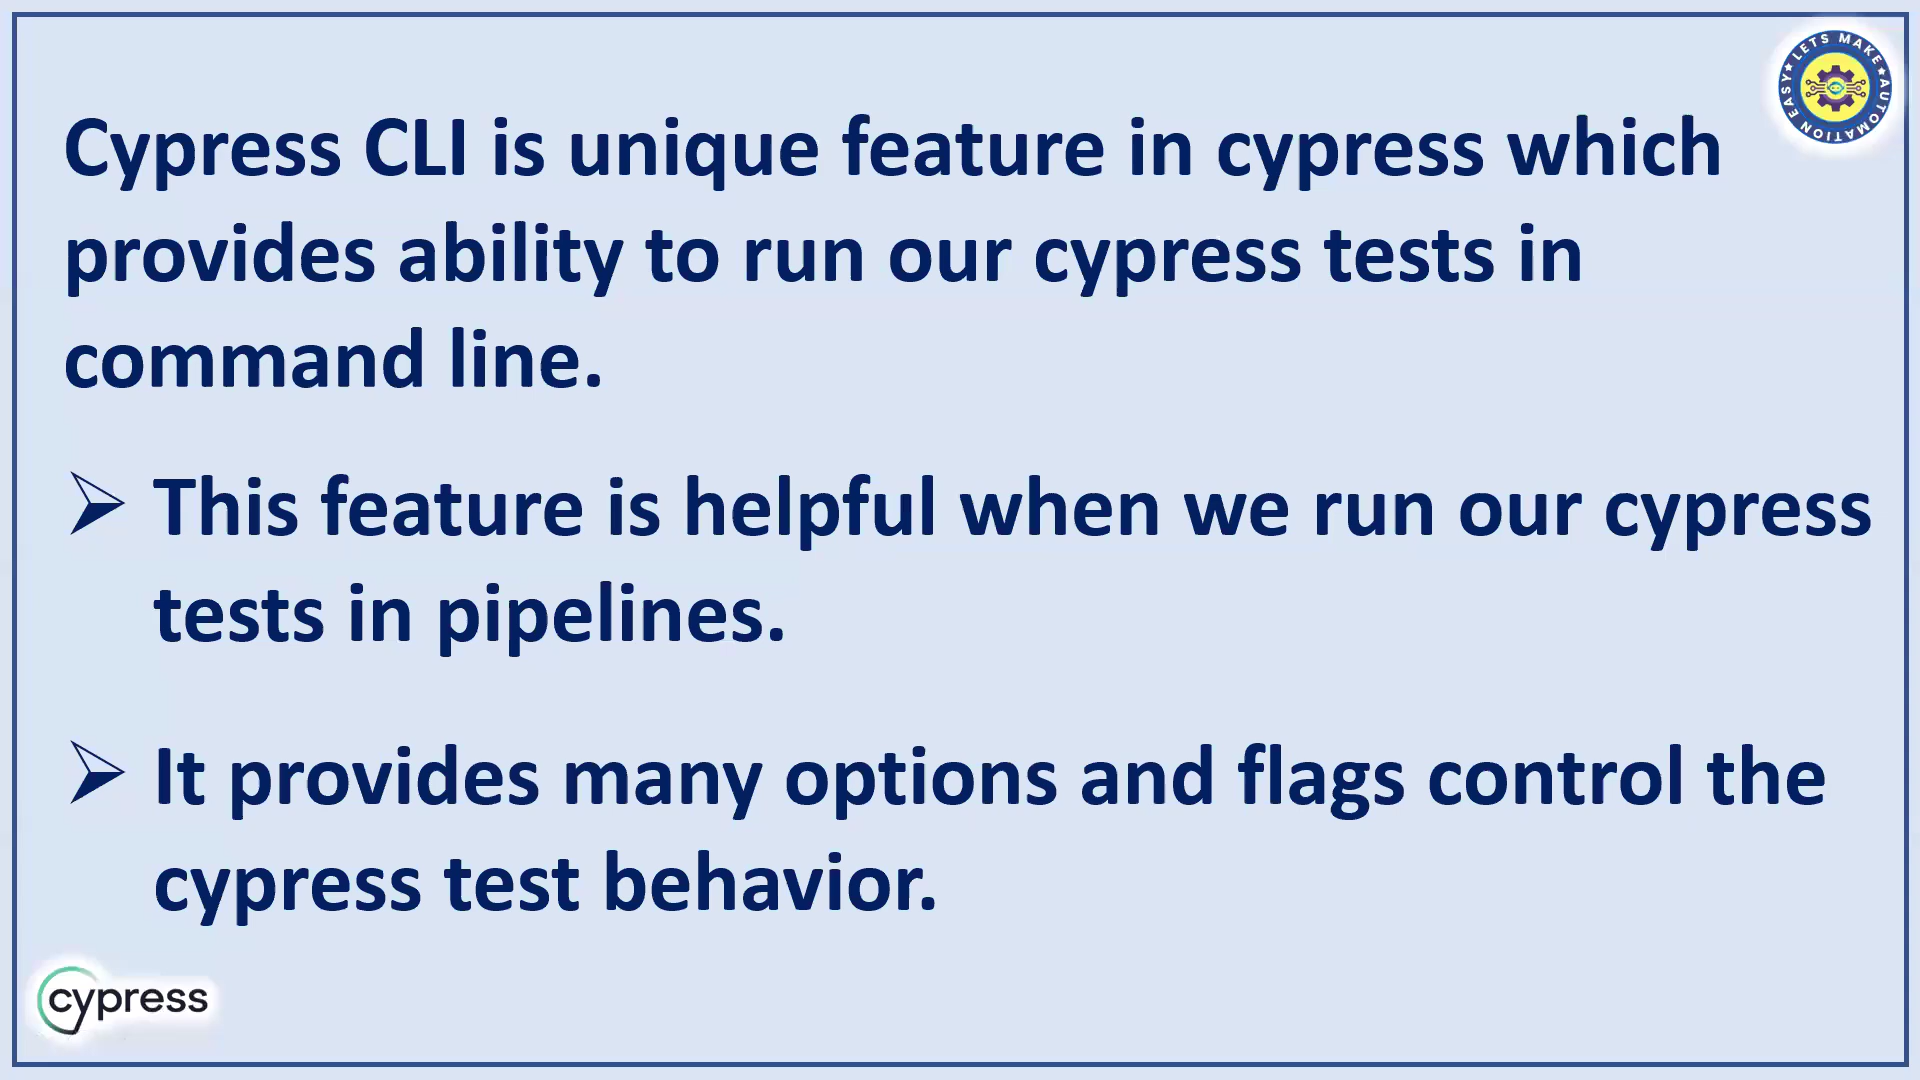 LETS MAKE AUTOMATION EASY
Cypress CLI is unique feature in cypress which
provides ability to run our cypress tests in
command line.
This feature is helpful when we run our cypress
tests in pipelines.
It provides many options and flags control the
cypress test behavior.
cypress